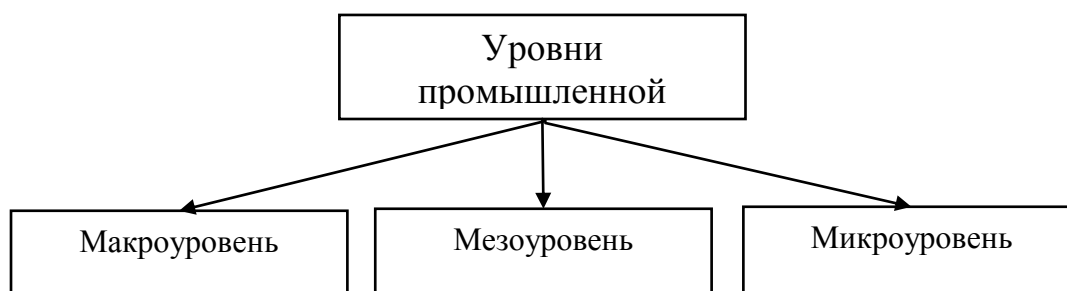 Уровни
промышленной
Макроуровень
Мезоуровень
Микроуровень